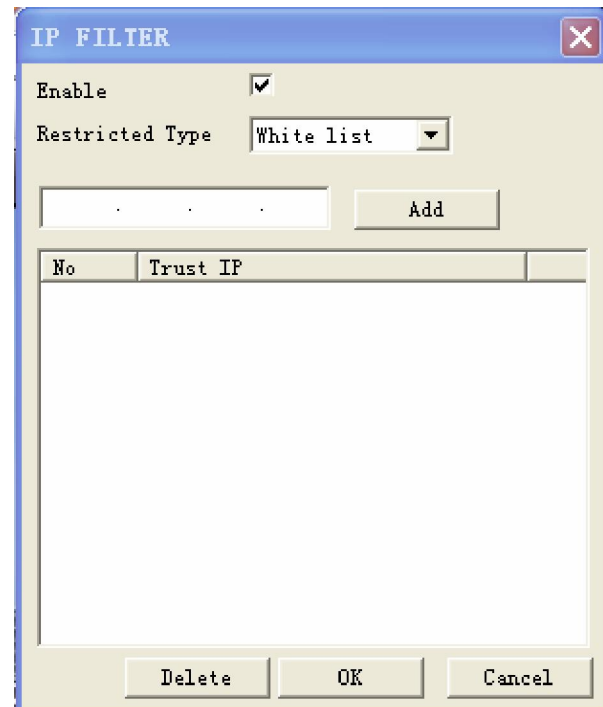 IP FILTER
Enable
Restricted Type White list
. . . Add
No Trust IP
Delete OK Cancel